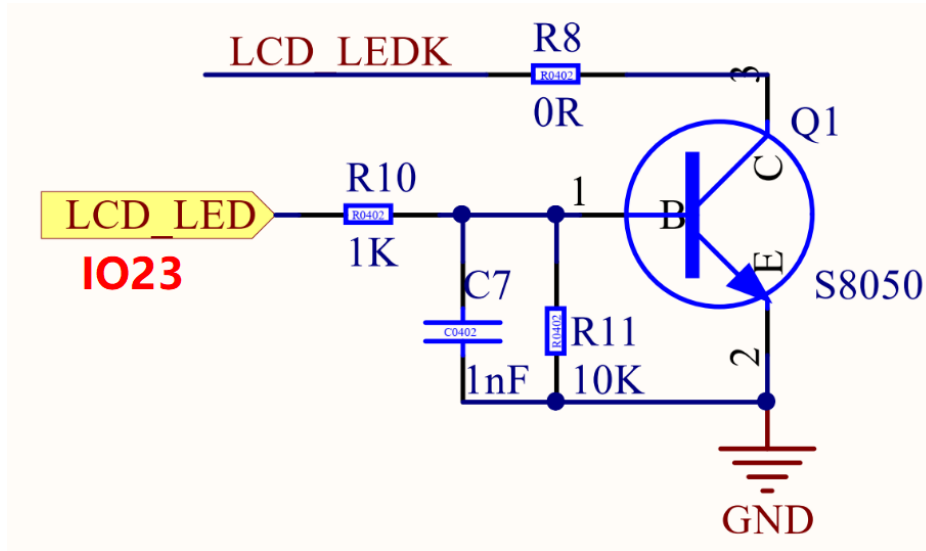 R8
LCD_LEDK
R0402
3
0R
Q1
C
R10
1
LCD_LED
R0402
B
IO23
1K
E
C7
S8050
C0402
R0402
R11
2
1nF
10K
GND